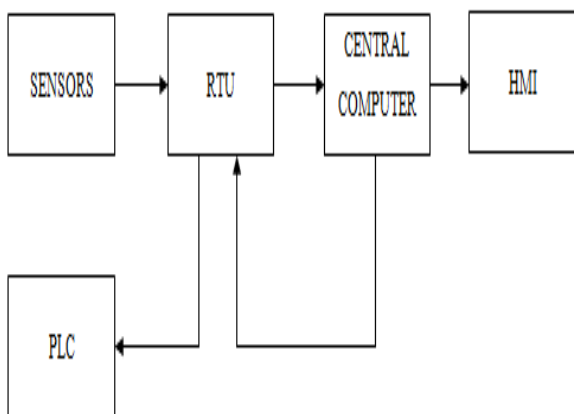 SENSORS
RTU
CENTRAL
COMPUTER
HMI
PLC